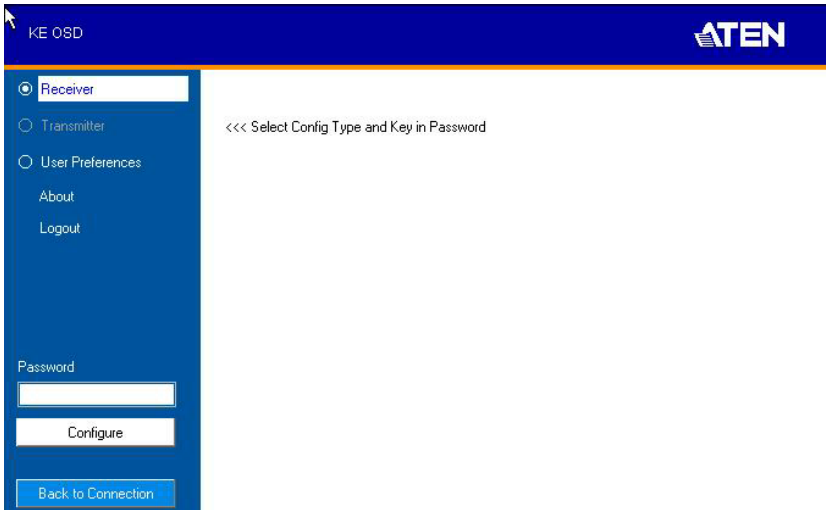 KE OSD
ATEN
Receiver
Transmitter
<<< Select Config Type and Key in Password
User Preferences
About
Logout
Password
Configure
Back to Connection